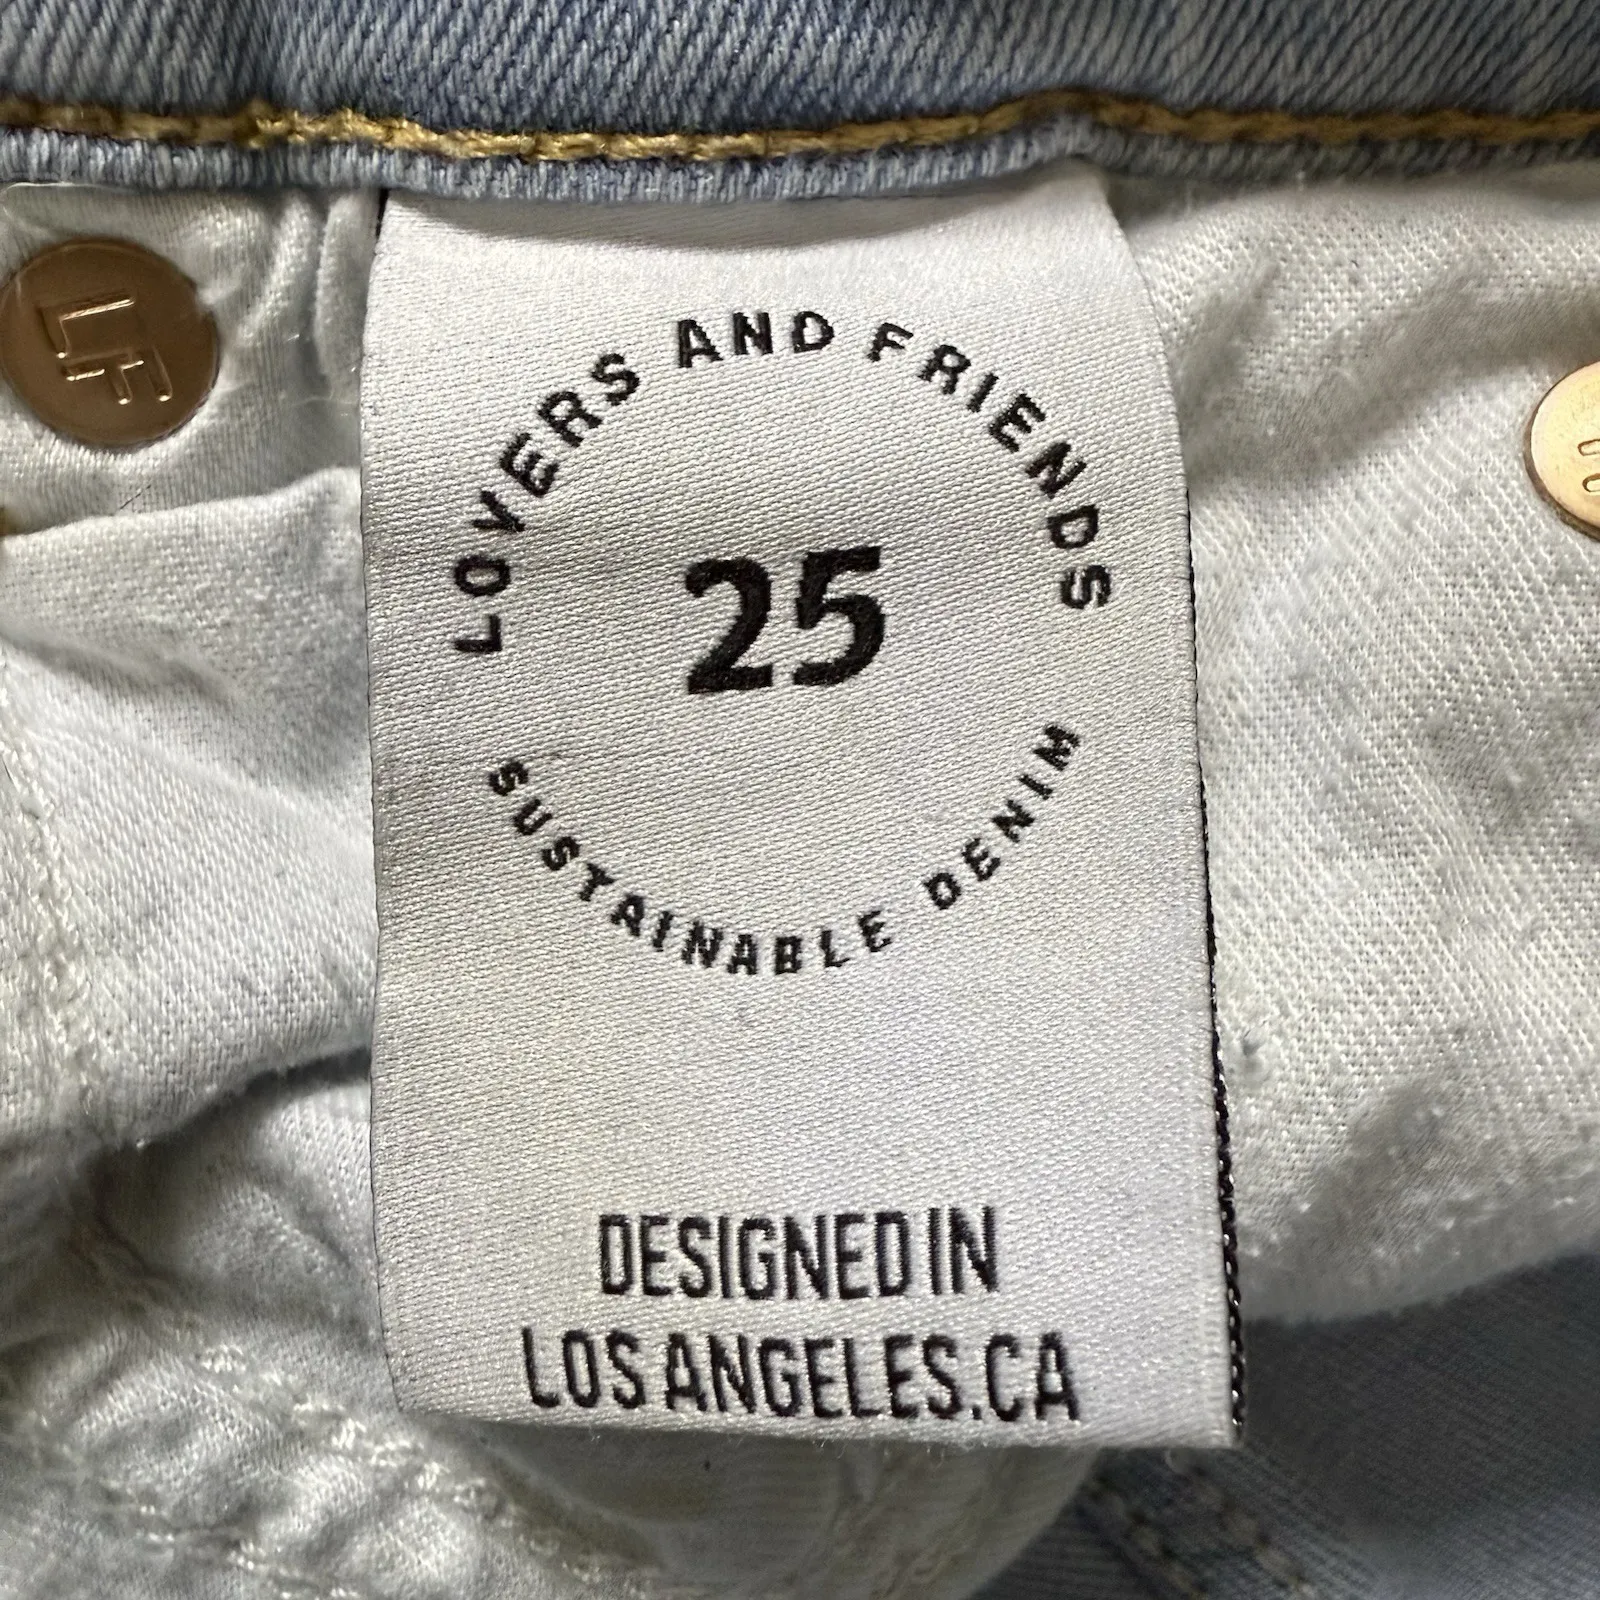 LF
LOVERS AND FRIENDS
25
SUSTAINABLE DENIM
DESIGNED IN
LOS ANGELES.CA